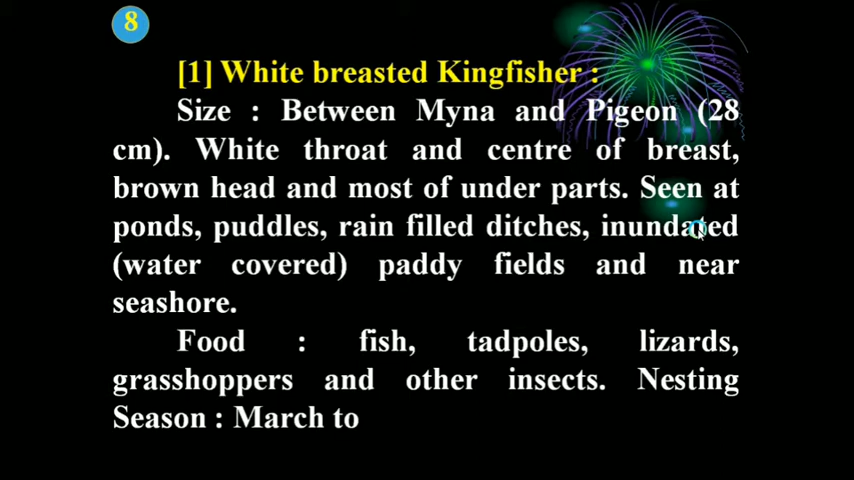 8
[1] White breasted Kingfisher :
Size : Between Myna and Pigeon (28
cm). White throat and centre of breast,
brown head and most of under parts. Seen at
ponds, puddles, rain filled ditches, inundated
(water covered) paddy fields and near
seashore.
Food : fish, tadpoles, lizards,
grasshoppers and other insects. Nesting
Season : March to